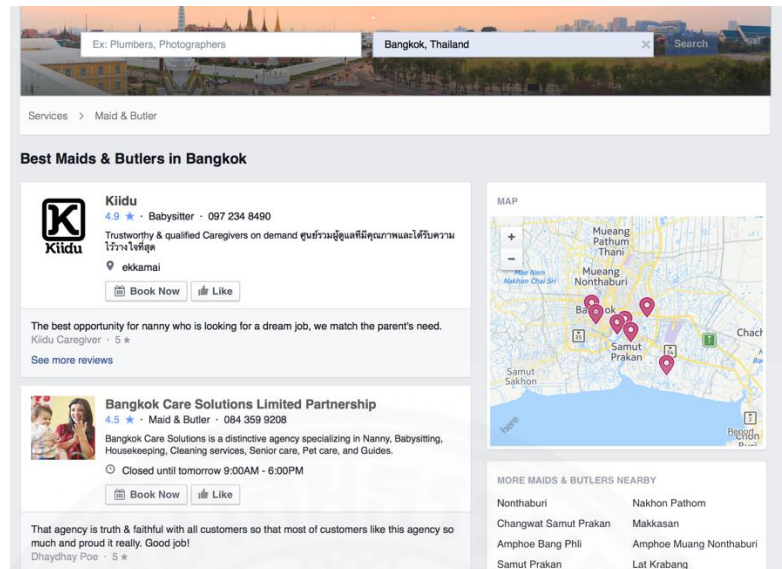 Ex: Plumbers, Photographers
Bangkok, Thailand
Search
Services > Maid & Butler
Best Maids & Butlers in Bangkok
K
Kiidu
Kiidu
4.9 ★ · Babysitter · 097 234 8490
Trustworthy & qualified Caregivers on demand ศูนย์รวมผู้ดูแลที่มีคุณภาพและได้รับความ
ไว้วางใจที่สุด
ekkamai
Book Now
Like
The best opportunity for nanny who is looking for a dream job, we match the parent's need.
Kiidu Caregiver · 5 ★
See more reviews
Bangkok Care Solutions Limited Partnership
4.5 ★ · Maid & Butler · 084 359 9208
Bangkok Care Solutions is a distinctive agency specializing in Nanny, Babysitting,
Housekeeping, Cleaning services, Senior care, Pet care, and Guides.
Closed until tomorrow 9:00AM - 6:00PM
Book Now
Like
That agency is truth & faithful with all customers so that most of customers like this agency so
much and proud it really. Good job!
Dhaydhay Poe · 5 ★
MAP
+
−
Mueang
Pathum
Thani
Mae Nam
Nakhon Chai Sri
Mueang
Nonthaburi
Samut
Prakan
Samut
Sakhon
35
34
7
3
here
MORE MAIDS & BUTLERS NEARBY
Nonthaburi
Nakhon Pathom
Changwat Samut Prakan
Makkasan
Amphoe Bang Phli
Amphoe Muang Nonthaburi
Samut Prakan
Lat Krabang